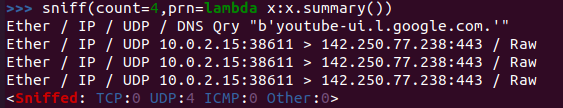 >>> sniff(count=4,prn=lambda x:x.summary())
Ether / IP / UDP / DNS Qry "b'youtube-ui.l.google.com.'"
Ether / IP / UDP 10.0.2.15:38611 > 142.250.77.238:443 / Raw
Ether / IP / UDP 10.0.2.15:38611 > 142.250.77.238:443 / Raw
Ether / IP / UDP 10.0.2.15:38611 > 142.250.77.238:443 / Raw
<Sniffed: TCP:0 UDP:4 ICMP:0 Other:0>